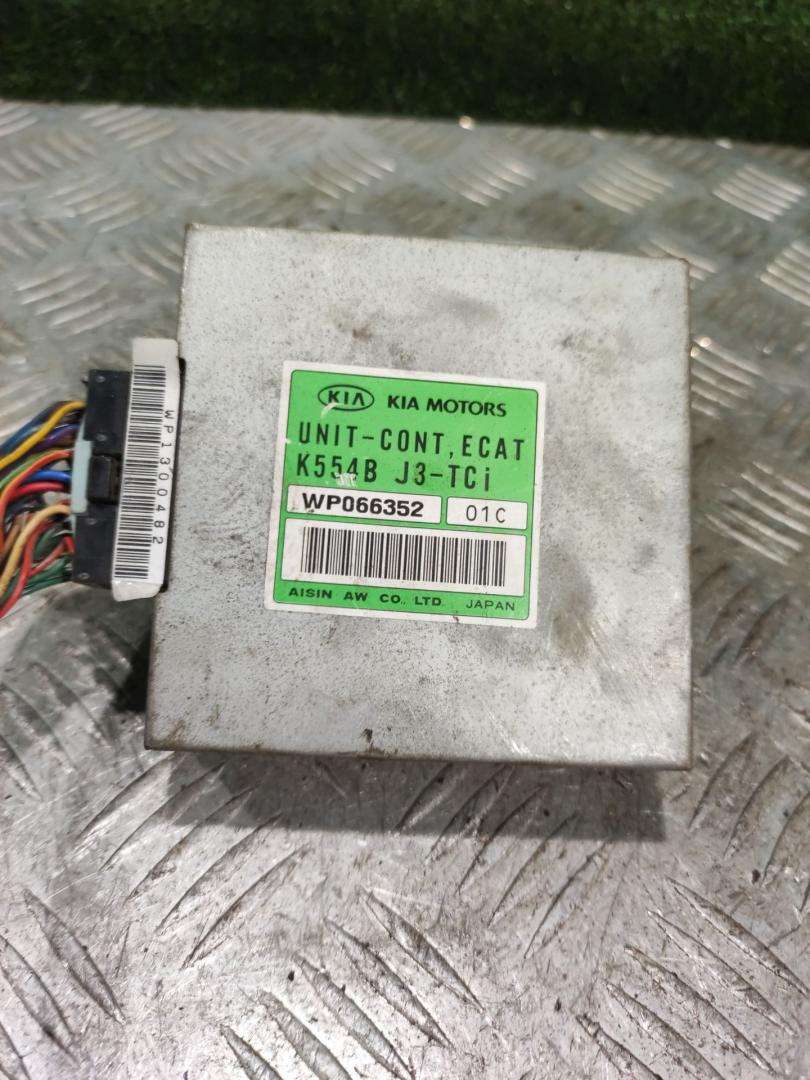 KIA KIA MOTORS
UNIT-CONT, ECAT
K554B J3-TCi
WP066352 01C
AISIN AW CO., LTD. JAPAN
WP1300482